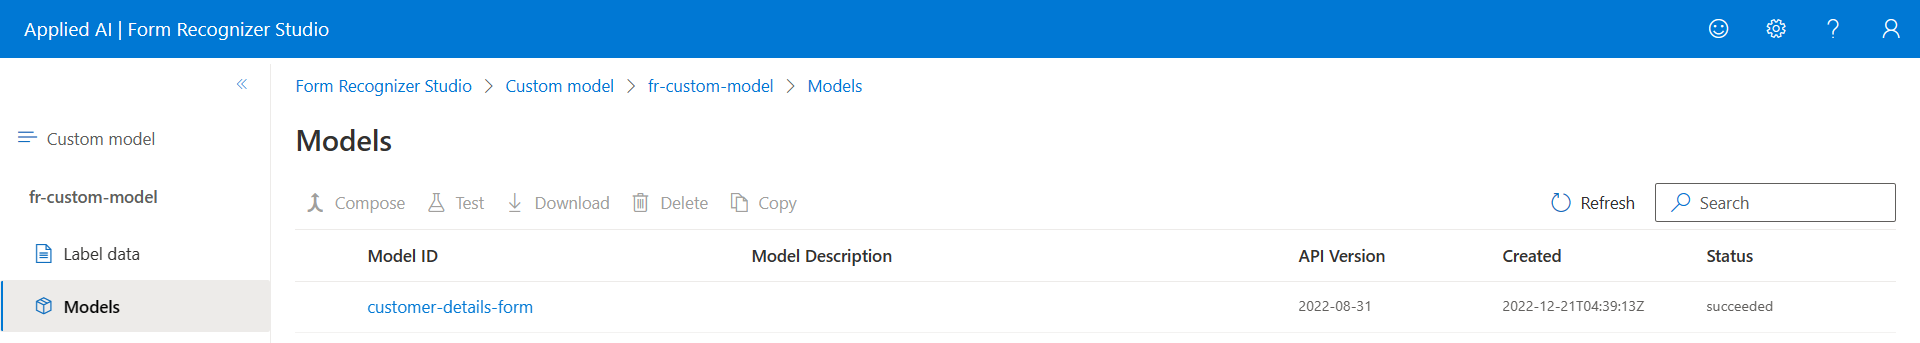 Applied AI | Form Recognizer Studio
Form Recognizer Studio > Custom model > fr-custom-model > Models
Custom model
fr-custom-model
Label data
Models
Models
Compose Test Download Delete Copy Refresh Search
Model ID Model Description API Version Created Status
customer-details-form 2022-08-31 2022-12-21T04:39:13Z succeeded